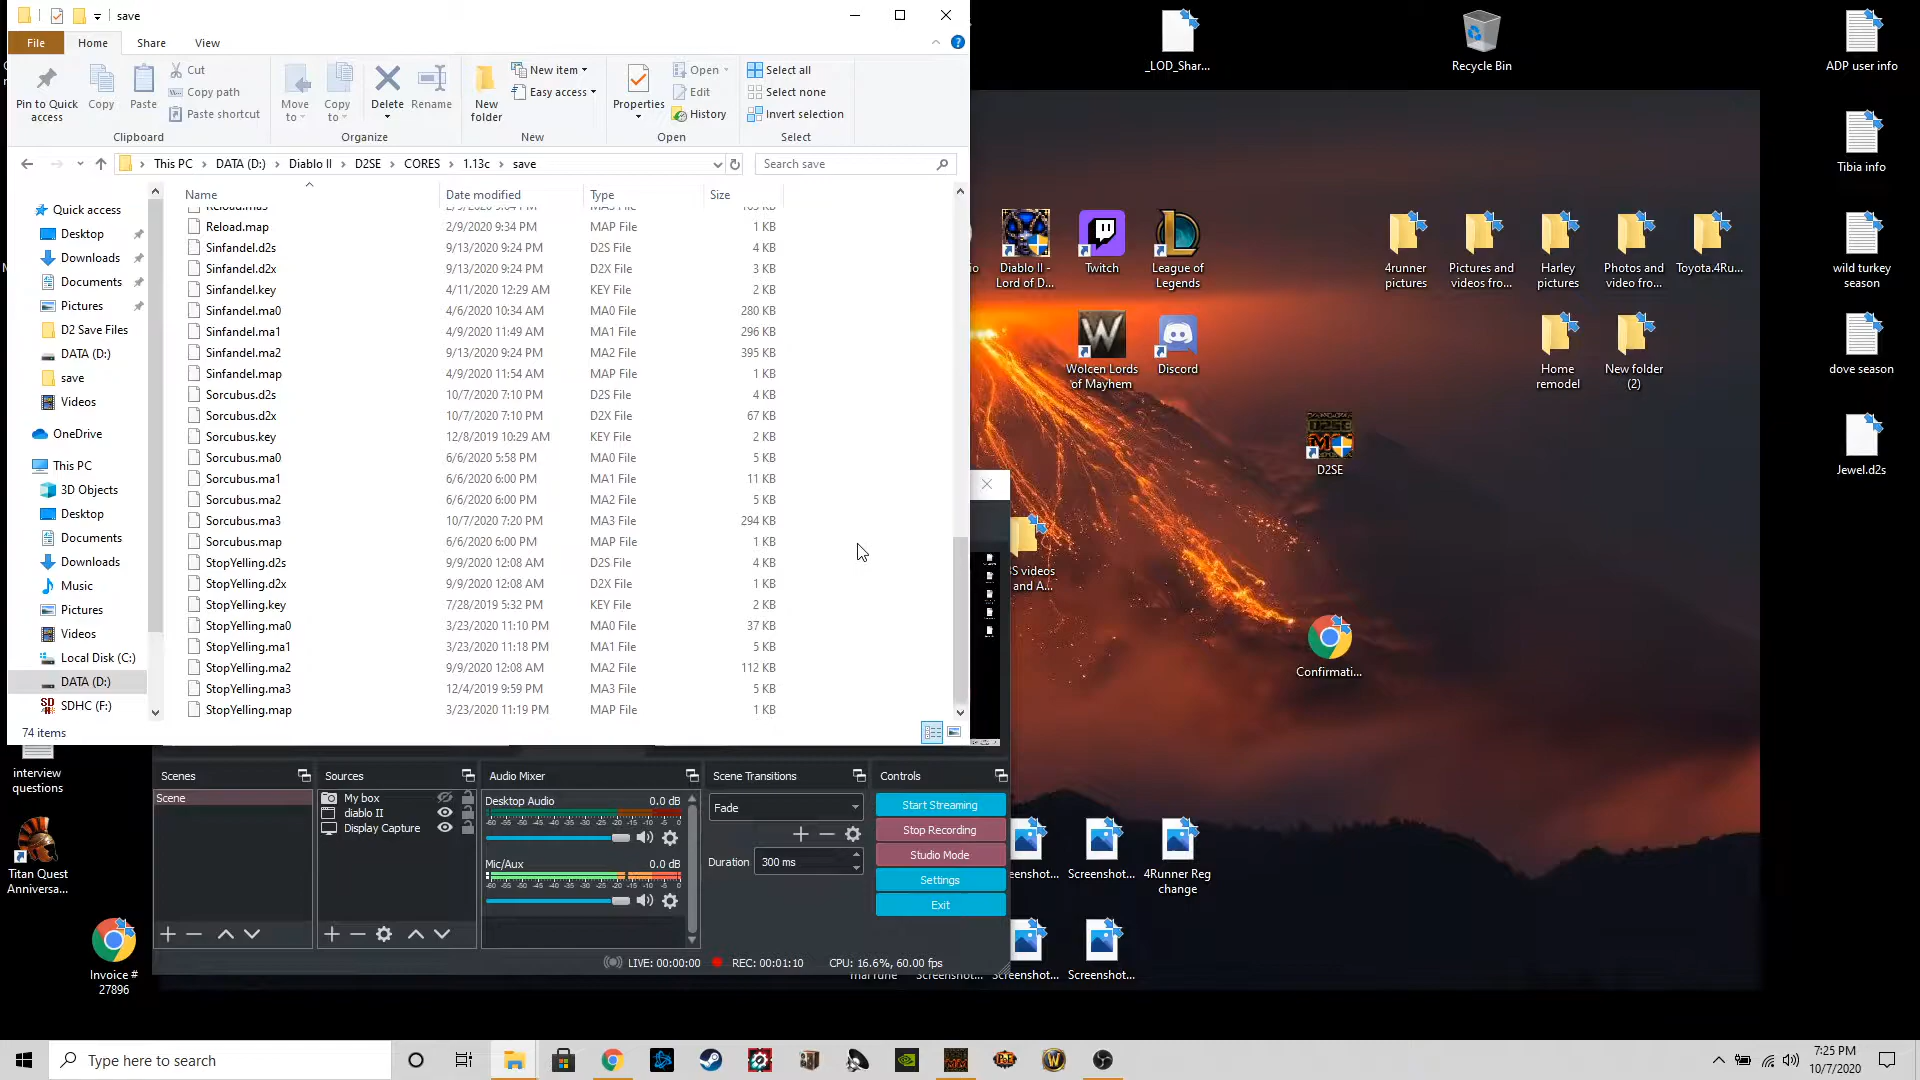 save
File
Home
Share
View
Pin to Quick access
Copy
Paste
Cut
Copy path
Paste shortcut
Clipboard
Move to
Copy to
Delete
Rename
Organize
New folder
New item
Easy access
New
Properties
Open
Edit
History
Open
Select all
Select none
Invert selection
Select
This PC > DATA (D:) > Diablo II > D2SE > CORES > 1.13c > save
Search save
Name Date modified Type Size
Reload.map 2/9/2020 9:34 PM MAP File 1 KB
Sinfandel.d2s 9/13/2020 9:24 PM D2S File 4 KB
Sinfandel.d2x 9/13/2020 9:24 PM D2X File 3 KB
Sinfandel.key 4/11/2020 12:29 AM KEY File 2 KB
Sinfandel.ma0 4/6/2020 10:34 AM MA0 File 280 KB
Sinfandel.ma1 4/9/2020 11:49 AM MA1 File 296 KB
Sinfandel.ma2 9/13/2020 9:24 PM MA2 File 395 KB
Sinfandel.map 4/9/2020 11:54 AM MAP File 1 KB
Sorcubus.d2s 10/7/2020 7:10 PM D2S File 4 KB
Sorcubus.d2x 10/7/2020 7:10 PM D2X File 67 KB
Sorcubus.key 12/8/2019 10:29 AM KEY File 2 KB
Sorcubus.ma0 6/6/2020 5:58 PM MA0 File 5 KB
Sorcubus.ma1 6/6/2020 6:00 PM MA1 File 11 KB
Sorcubus.ma2 6/6/2020 6:00 PM MA2 File 5 KB
Sorcubus.ma3 10/7/2020 7:20 PM MA3 File 294 KB
Sorcubus.map 6/6/2020 6:00 PM MAP File 1 KB
StopYelling.d2s 9/9/2020 12:08 AM D2S File 4 KB
StopYelling.d2x 9/9/2020 12:08 AM D2X File 1 KB
StopYelling.key 7/28/2019 5:32 PM KEY File 2 KB
StopYelling.ma0 3/23/2020 11:10 PM MA0 File 37 KB
StopYelling.ma1 3/23/2020 11:18 PM MA1 File 5 KB
StopYelling.ma2 9/9/2020 12:08 AM MA2 File 112 KB
StopYelling.ma3 12/4/2019 9:59 PM MA3 File 5 KB
StopYelling.map 3/23/2020 11:19 PM MAP File 1 KB
Quick access
Desktop
Downloads
Documents
Pictures
D2 Save Files
DATA (D:)
save
Videos
OneDrive
This PC
3D Objects
Desktop
Documents
Downloads
Music
Pictures
Videos
Local Disk (C:)
DATA (D:)
SDHC (F:)
74 items
_LOD_Shar...
Recycle Bin
ADP user info
Tibia info
Diablo II -
Lord of D...
Twitch
League of
Legends
4runner
pictures
Pictures and
videos fro...
Harley
pictures
Photos and
video fro...
Toyota.4Ru...
wild turkey
season
Wolcen Lords
of Mayhem
Discord
Home
remodel
New folder
(2)
dove season
D2SE
Jewel.d2s
videos
and A...
Confirmati...
interview
questions
Titan Quest
Anniversa...
Invoice #
27896
Scenes
Scene
Sources
My box
diablo II
Display Capture
Audio Mixer
Desktop Audio 0.0 dB
-60 -55 -50 -45 -40 -35 -30 -25 -20 -15 -10 -5 0
Mic/Aux 0.0 dB
-60 -55 -50 -45 -40 -35 -30 -25 -20 -15 -10 -5 0
Scene Transitions
Fade
Duration 300 ms
Controls
Start Streaming
Stop Recording
Studio Mode
Settings
Exit
LIVE: 00:00:00 REC: 00:01:10 CPU: 16.6%, 60.00 fps
Screenshot...
4Runner Reg
change
Screenshot...
Screenshot...
Type here to search
7:25 PM
10/7/2020